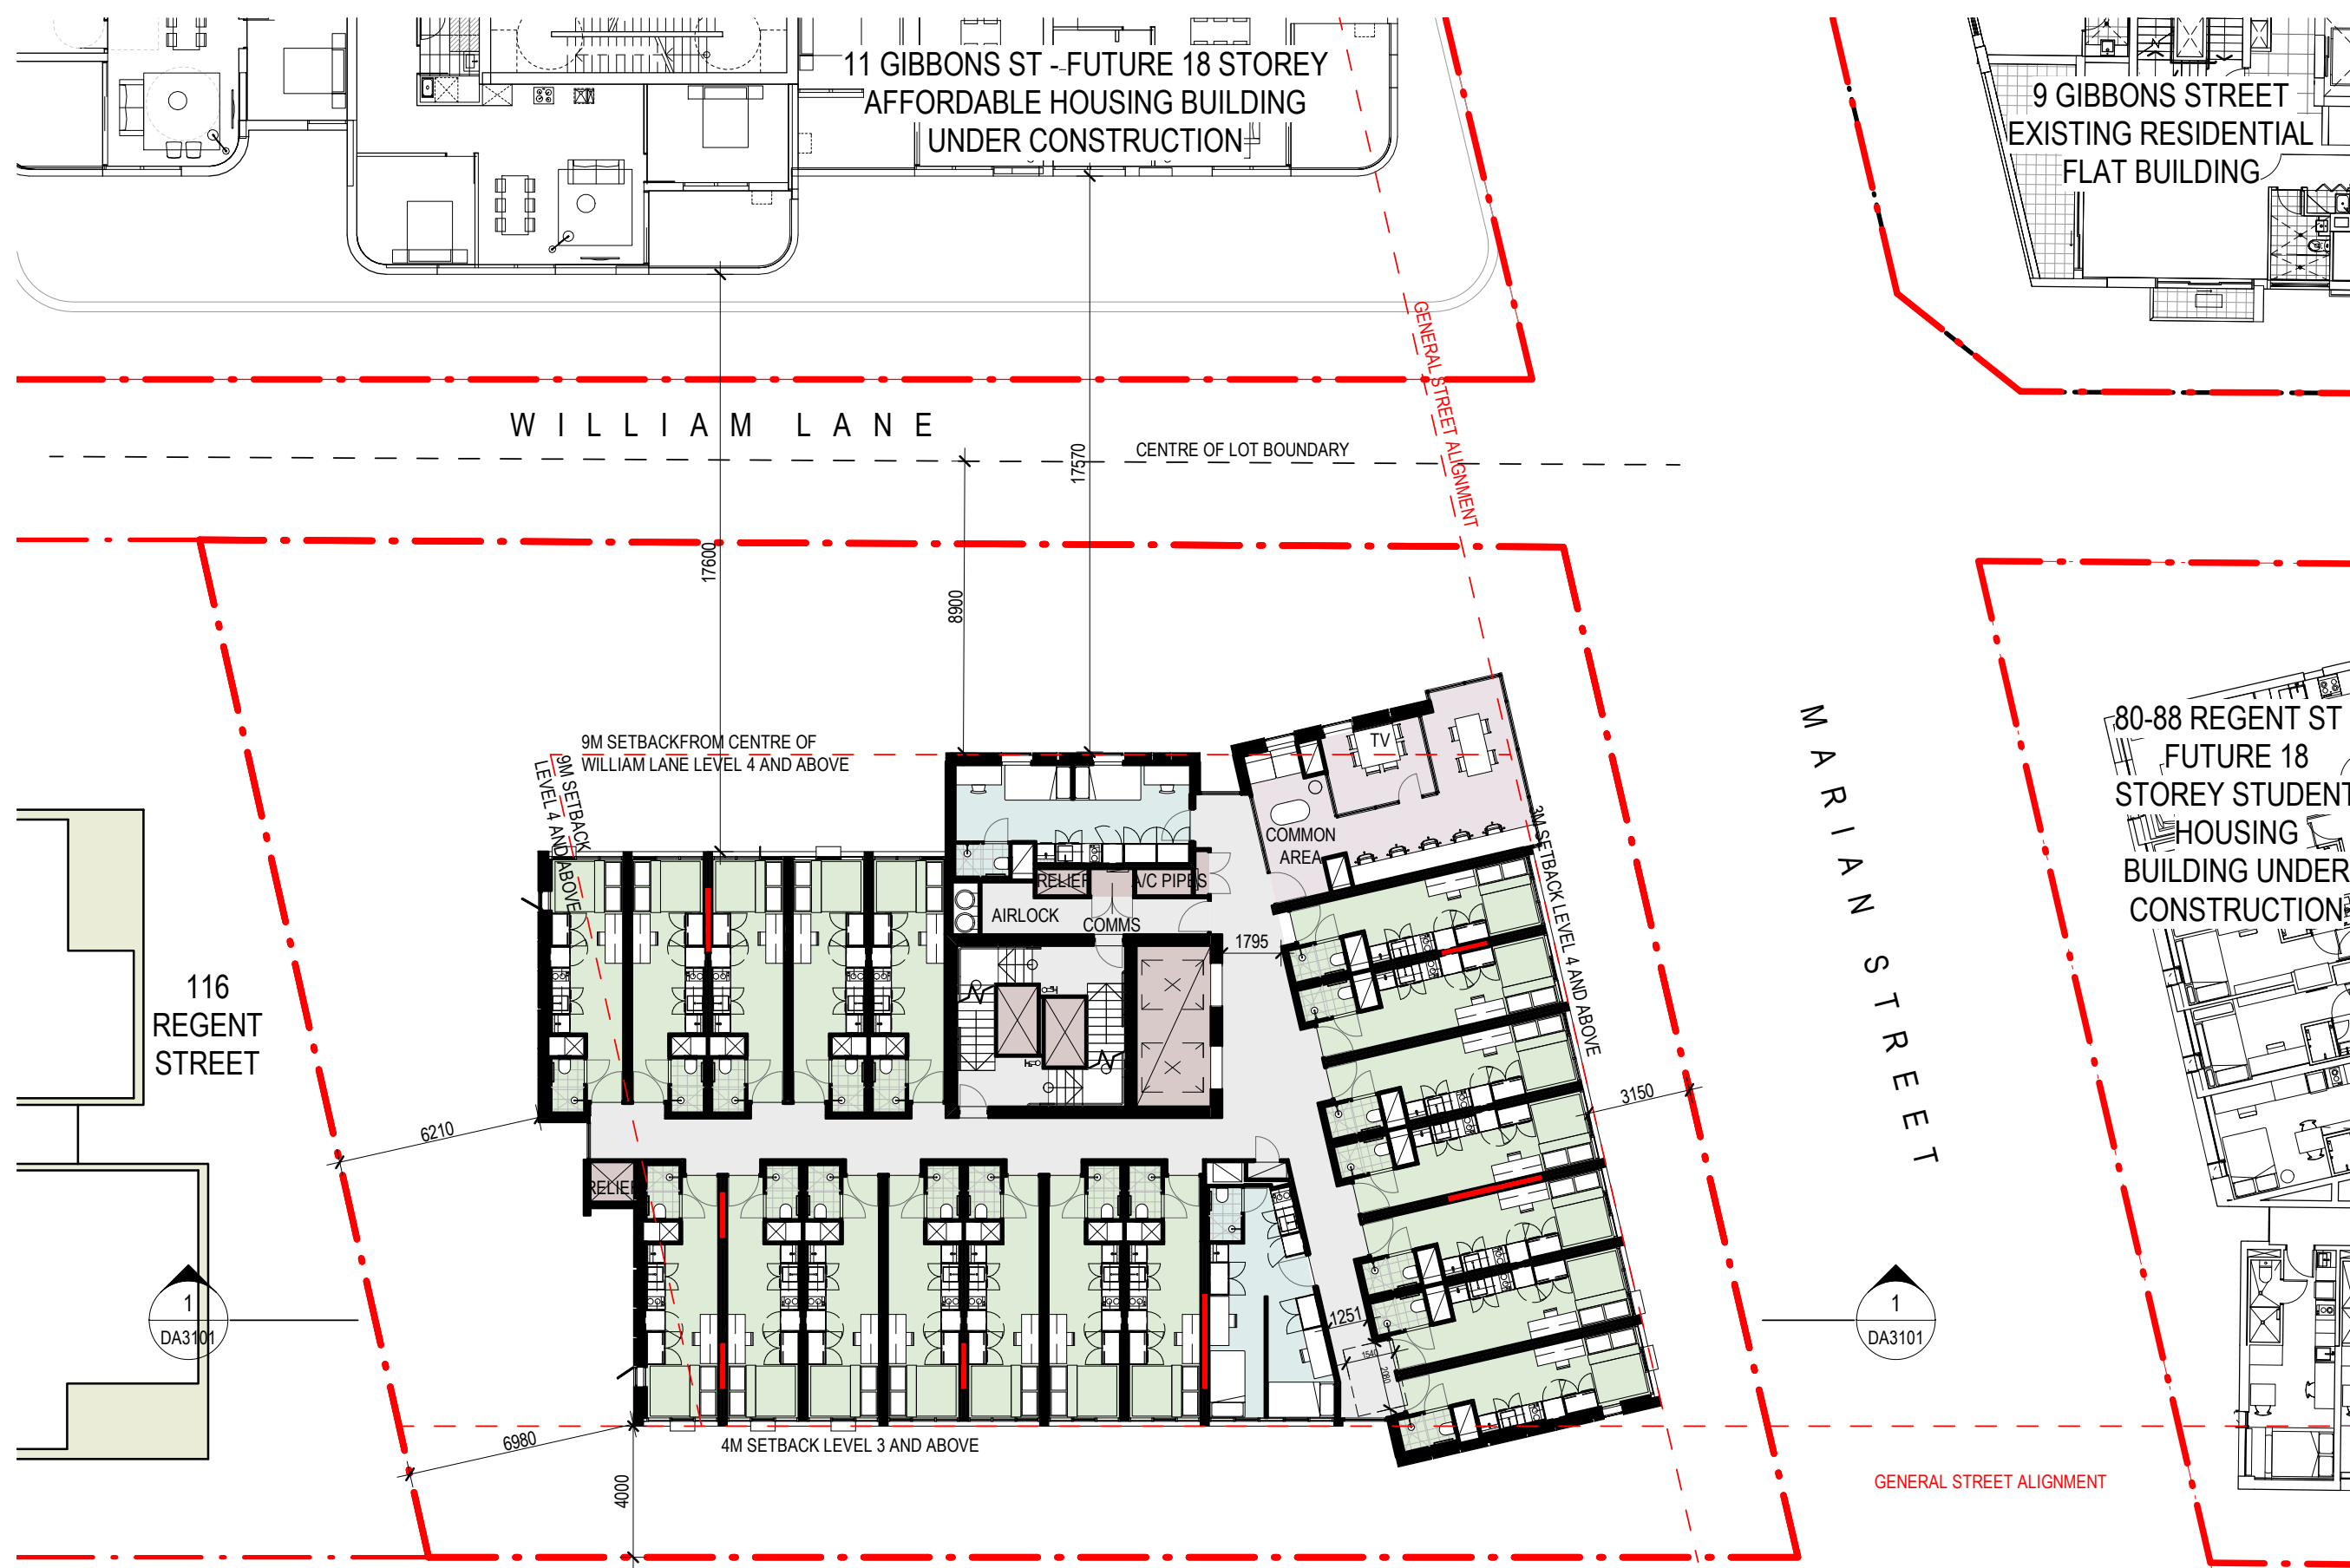 11 GIBBONS ST - FUTURE 18 STOREY
AFFORDABLE HOUSING BUILDING
UNDER CONSTRUCTION
9 GIBBONS STREET
EXISTING RESIDENTIAL
FLAT BUILDING
GENERAL STREET ALIGNMENT
WILLIAM LANE
CENTRE OF LOT BOUNDARY
17570
17600
8900
9M SETBACKFROM CENTRE OF
WILLIAM LANE LEVEL 4 AND ABOVE
9M SETBACK
LEVEL 4 AND ABOVE
TV
COMMON
AREA
3M SETBACK LEVEL 4 AND ABOVE
MARIAN STREET
80-88 REGENT ST
FUTURE 18
STOREY STUDENT
HOUSING
BUILDING UNDER
CONSTRUCTION
RELIEF
A/C PIPES
AIRLOCK
COMMS
1795
116
REGENT
STREET
6210
3150
RELIEF
1
DA3101
1251
1540
1
DA3101
6980
4M SETBACK LEVEL 3 AND ABOVE
4000
GENERAL STREET ALIGNMENT